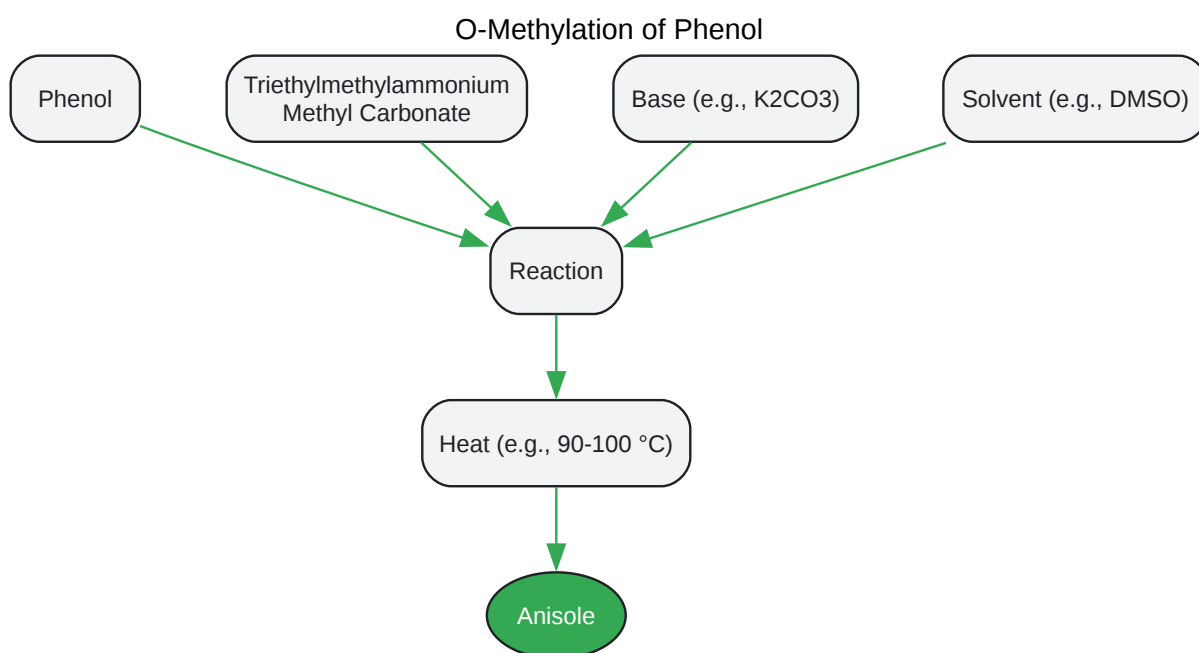 O-Methylation of Phenol
Phenol
Triethylmethylammonium
Methyl Carbonate
Base (e.g., K2CO3)
Solvent (e.g., DMSO)
Reaction
Heat (e.g., 90-100 °C)
Anisole